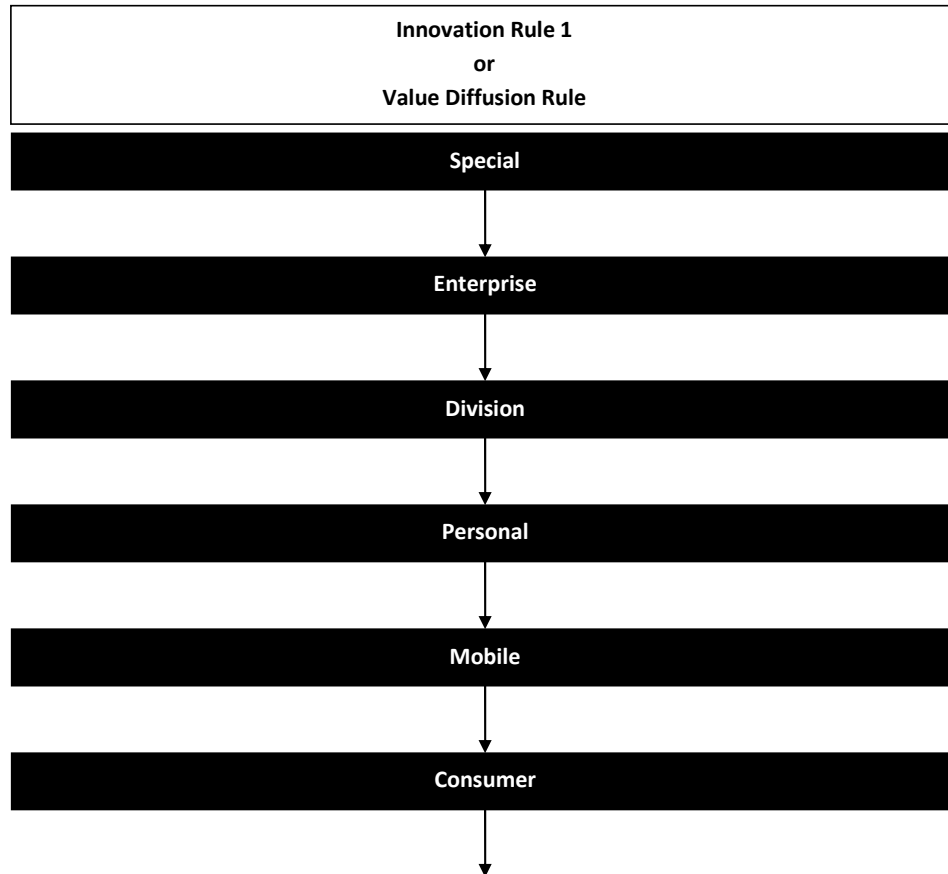 Innovation Rule 1
or
Value Diffusion Rule
Special
Enterprise
Division
Personal
Mobile
Consumer